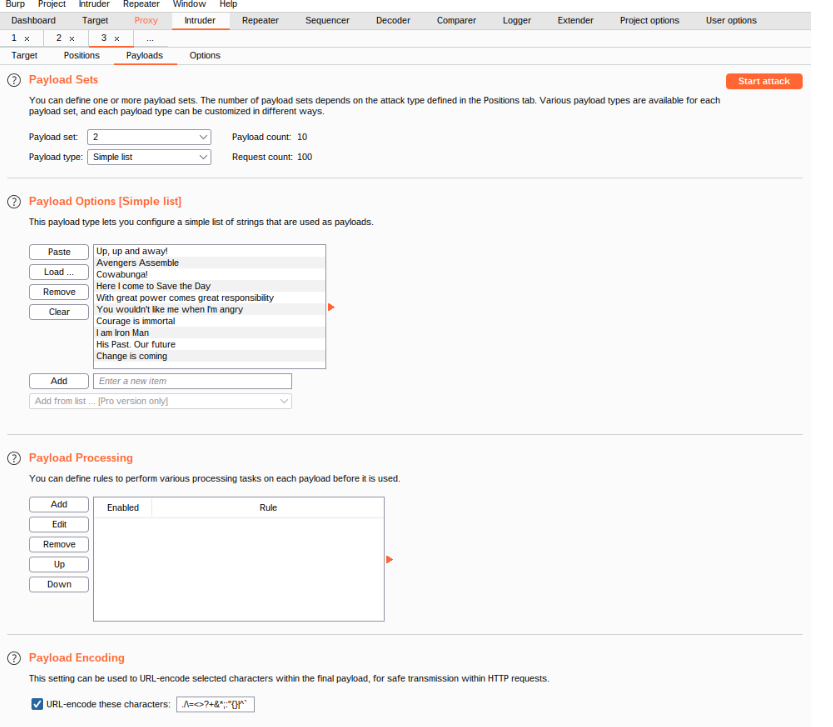 Burp Project Intruder Repeater Window Help
Dashboard Target Proxy Intruder Repeater Sequencer Decoder Comparer Logger Extender Project options User options
1 × 2 × 3 × ...
Target Positions Payloads Options
? Payload Sets Start attack
You can define one or more payload sets. The number of payload sets depends on the attack type defined in the Positions tab. Various payload types are available for each
payload set, and each payload type can be customized in different ways.
Payload set: 2 Payload count: 10
Payload type: Simple list Request count: 100
? Payload Options [Simple list]
This payload type lets you configure a simple list of strings that are used as payloads.
Paste
Load ...
Remove
Clear
Up, up and away!
Avengers Assemble
Cowabunga!
Here I come to Save the Day
With great power comes great responsibility
You wouldn't like me when I'm angry
Courage is immortal
I am Iron Man
His Past. Our future
Change is coming
Add Enter a new item
Add from list ... [Pro version only]
? Payload Processing
You can define rules to perform various processing tasks on each payload before it is used.
Add
Edit
Remove
Up
Down
Enabled Rule
? Payload Encoding
This setting can be used to URL-encode selected characters within the final payload, for safe transmission within HTTP requests.
URL-encode these characters: ./\=<>?+&*;:"{}|^`